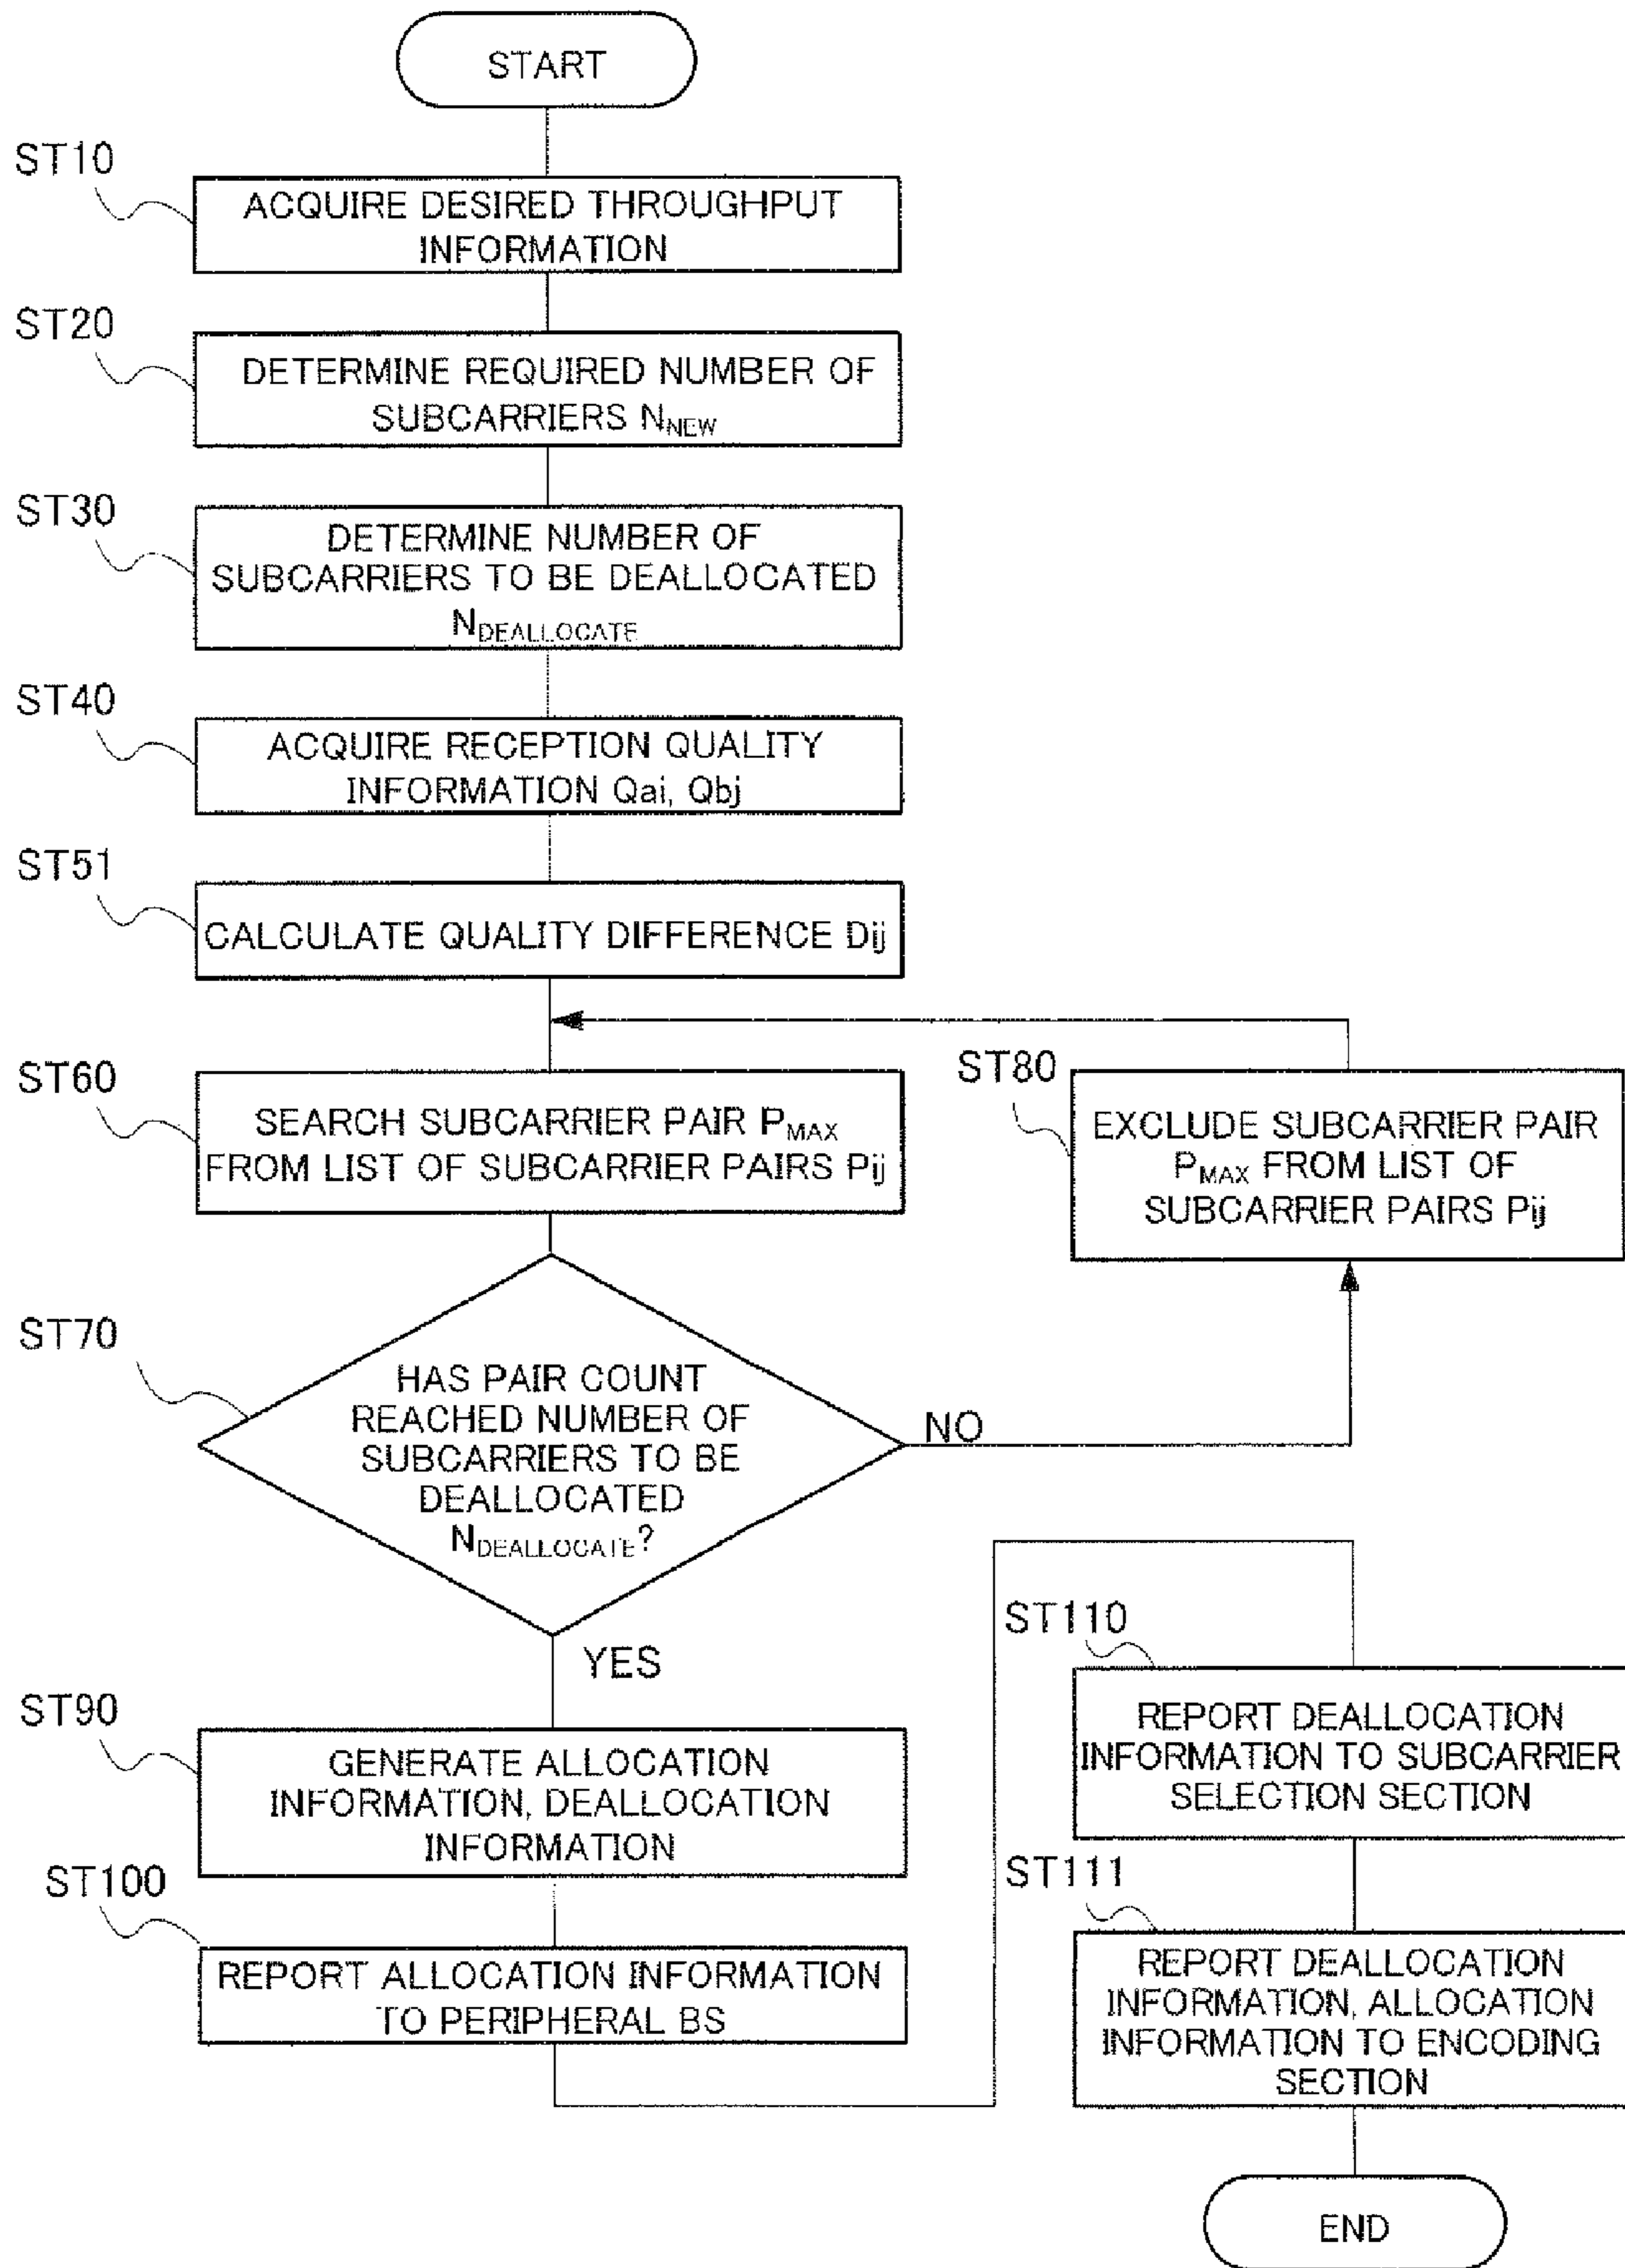 START
ST10
ACQUIRE DESIRED THROUGHPUT
INFORMATION
ST20
DETERMINE REQUIRED NUMBER OF
SUBCARRIERS NNEW
ST30
DETERMINE NUMBER OF
SUBCARRIERS TO BE DEALLOCATED
NDEALLOCATE
ST40
ACQUIRE RECEPTION QUALITY
INFORMATION Qai, Qbj
ST51
CALCULATE QUALITY DIFFERENCE Dij
ST60
SEARCH SUBCARRIER PAIR PMAX
FROM LIST OF SUBCARRIER PAIRS Pij
ST70
HAS PAIR COUNT
REACHED NUMBER OF
SUBCARRIERS TO BE
DEALLOCATED
NDEALLOCATE?
NO
ST80
EXCLUDE SUBCARRIER PAIR
PMAX FROM LIST OF
SUBCARRIER PAIRS Pij
YES
ST90
GENERATE ALLOCATION
INFORMATION, DEALLOCATION
INFORMATION
ST100
REPORT ALLOCATION INFORMATION
TO PERIPHERAL BS
ST110
REPORT DEALLOCATION
INFORMATION TO SUBCARRIER
SELECTION SECTION
ST111
REPORT DEALLOCATION
INFORMATION, ALLOCATION
INFORMATION TO ENCODING
SECTION
END